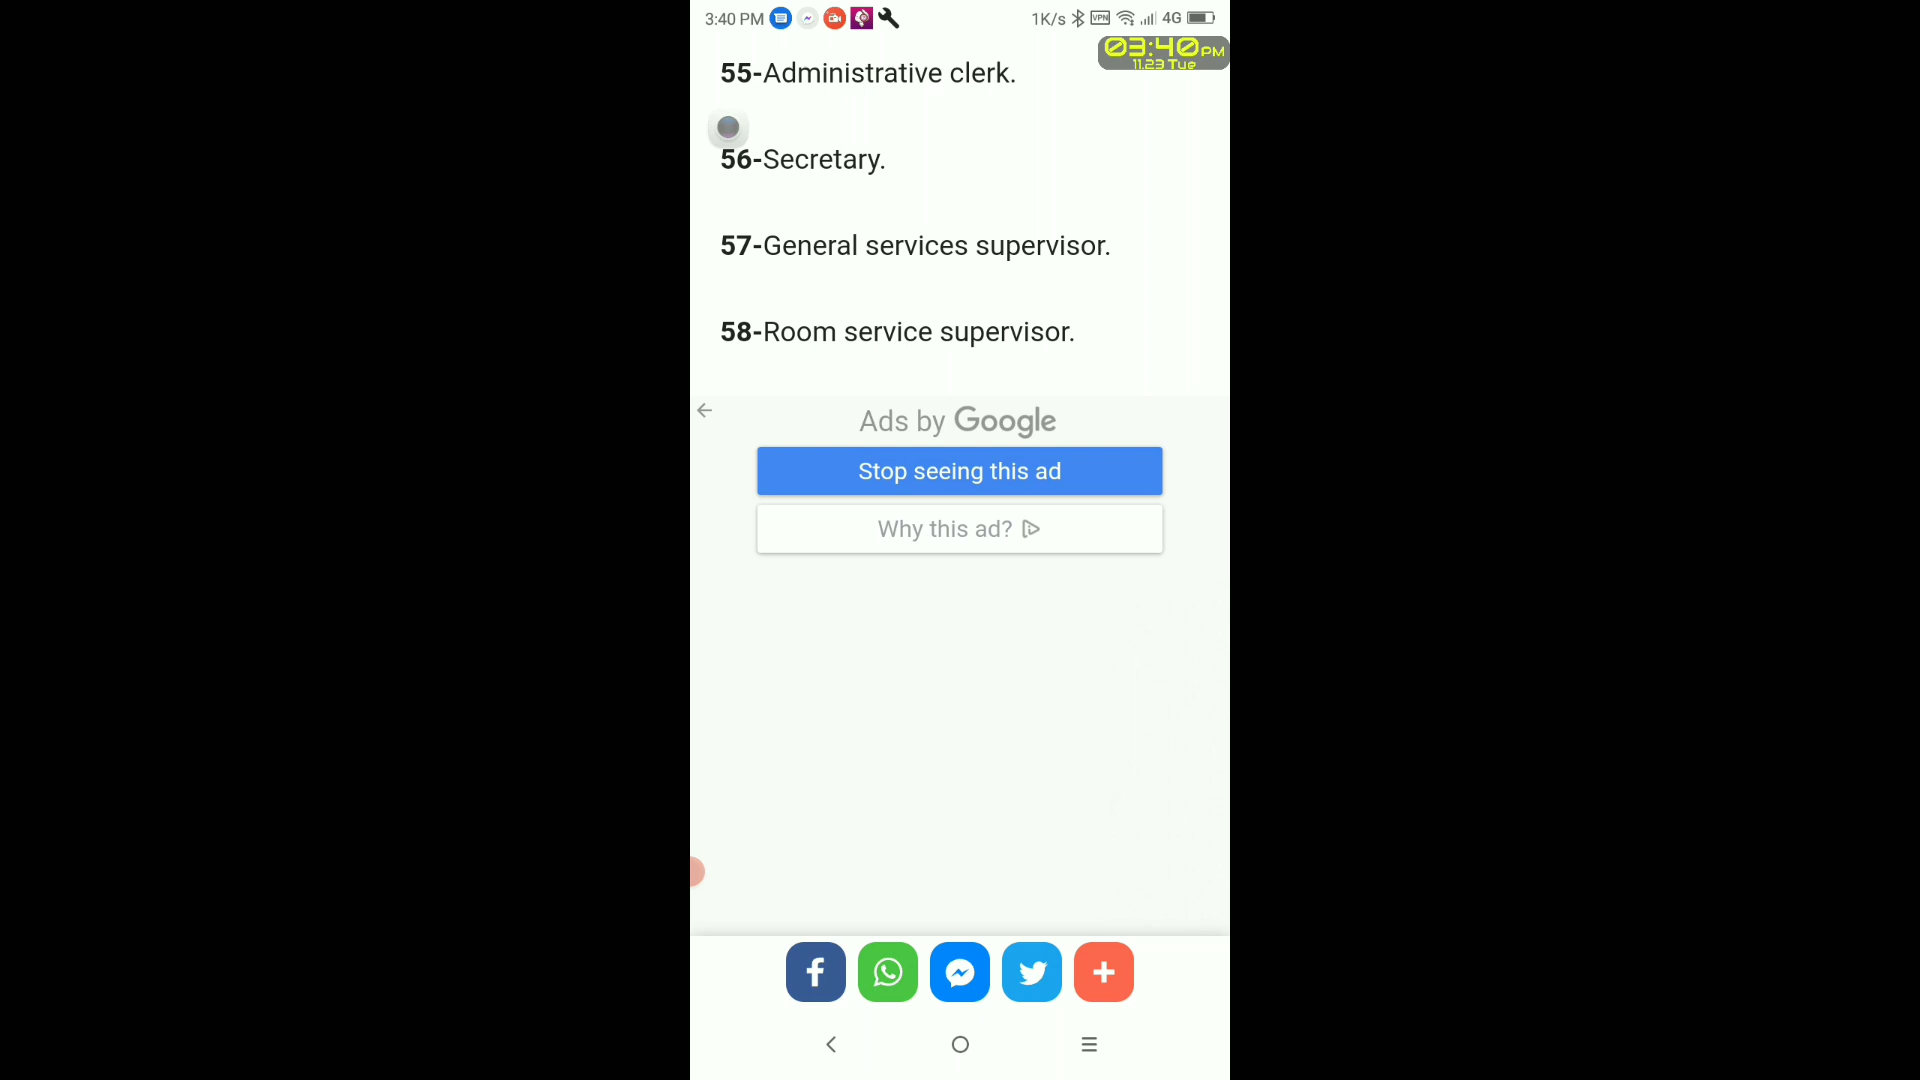 3:40 PM
1K/s VPN 4G
03:40 PM
11.23 Tue
55-Administrative clerk.
56-Secretary.
57-General services supervisor.
58-Room service supervisor.
Ads by Google
Stop seeing this ad
Why this ad?